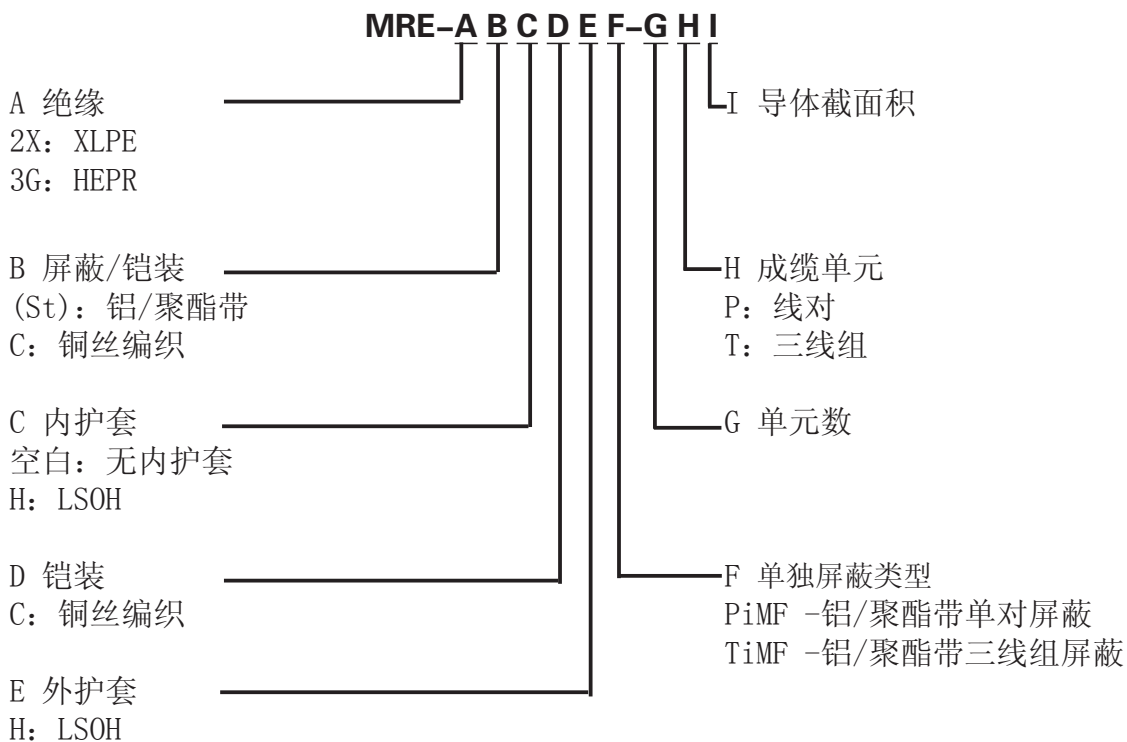 MRE-A B C D E F-G H I
A 绝缘
2X: XLPE
3G: HEPR
B 屏蔽/铠装
(St): 铝/聚酯带
C: 铜丝编织
C 内护套
空白: 无内护套
H: LSOH
D 铠装
C: 铜丝编织
E 外护套
H: LSOH
I 导体截面积
H 成缆单元
P: 线对
T: 三线组
G 单元数
F 单独屏蔽类型
PiMF -铝/聚酯带单对屏蔽
TiMF -铝/聚酯带三线组屏蔽